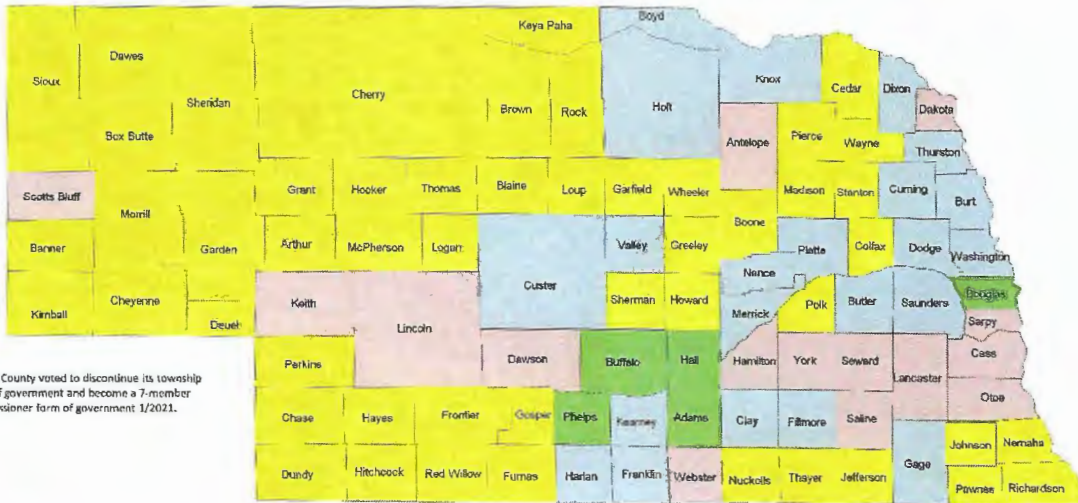 Boyd
Keya Paha
Dawes
Knox
Sioux
Cedar
Dixon
Cherry
Sheridan
Brown
Rock
Holt
Dakota
Box Butte
Antelope
Pierce
Wayne
Thurston
Scotts Bluff
Grant
Hooker
Thomas
Blaine
Loup
Garfield
Wheeler
Madison
Stanton
Cuming
Burt
Morrill
Boone
Banner
Garden
Arthur
McPherson
Logan
Valley
Greeley
Platte
Colfax
Dodge
Washington
Nance
Custer
Douglas
Kimball
Cheyenne
Keith
Sherman
Howard
Merrick
Polk
Butler
Saunders
Deuel
Lincoln
Sarpy
Perkins
Dawson
Buffalo
Hall
Hamilton
York
Seward
Cass
Lancaster
County voted to discontinue its township
f government and become a 7-member
sioner form of government 1/2021.
Otoe
Chase
Hayes
Frontier
Gosper
Phelps
Kearney
Adams
Clay
Fillmore
Saline
Johnson
Nemaha
Dundy
Hitchcock
Red Willow
Furnas
Harlan
Franklin
Webster
Nuckolls
Thayer
Jefferson
Gage
Pawnee
Richardson